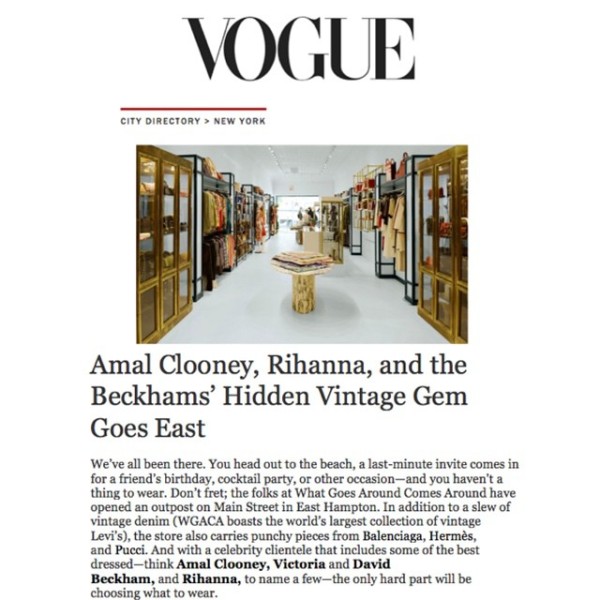 VOGUE
CITY DIRECTORY > NEW YORK
Amal Clooney, Rihanna, and the
Beckhams’ Hidden Vintage Gem
Goes East
We’ve all been there. You head out to the beach, a last-minute invite comes in
for a friend’s birthday, cocktail party, or other occasion—and you haven’t a
thing to wear. Don’t fret; the folks at What Goes Around Comes Around have
opened an outpost on Main Street in East Hampton. In addition to a slew of
vintage denim (WGACA boasts the world’s largest collection of vintage
Levi’s), the store also carries punchy pieces from Balenciaga, Hermès,
and Pucci. And with a celebrity clientele that includes some of the best
dressed—think Amal Clooney, Victoria and David
Beckham, and Rihanna, to name a few—the only hard part will be
choosing what to wear.